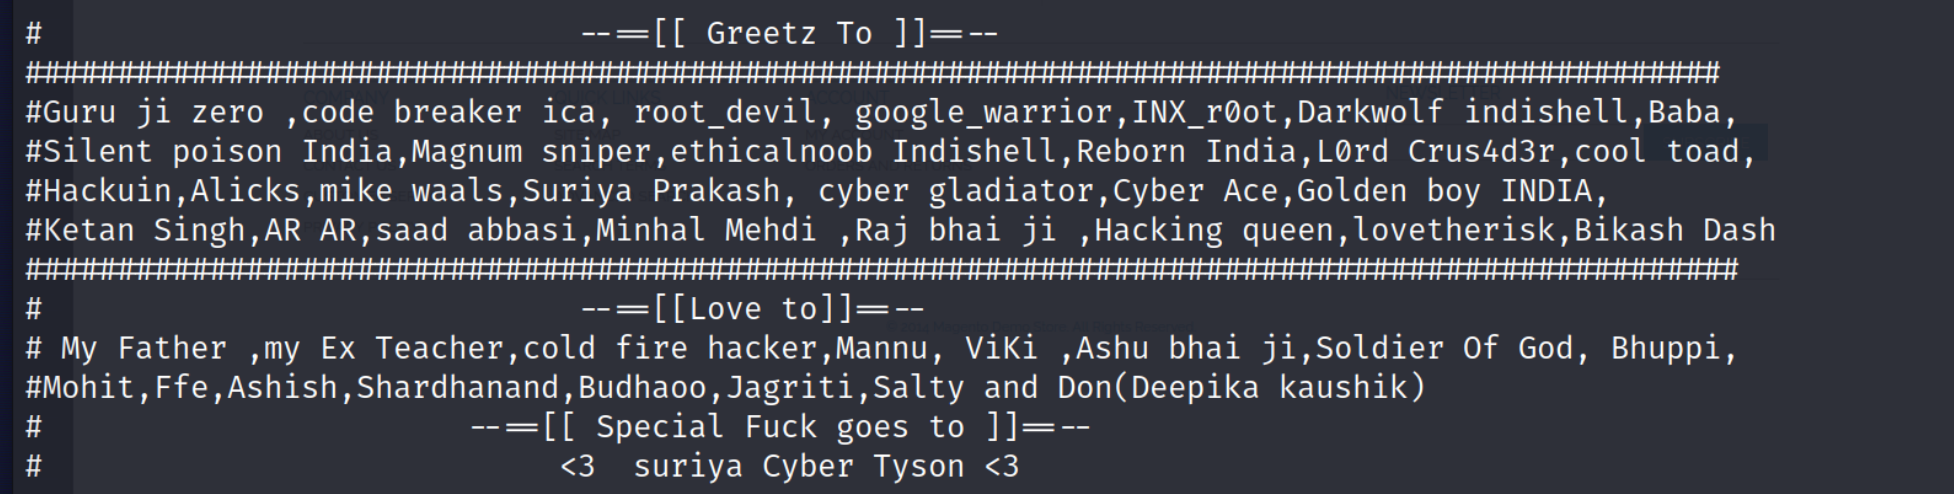 # --==[[ Greetz To ]]==--
############################################################################################
#Guru ji zero ,code breaker ica, root_devil, google_warrior,INX_r0ot,Darkwolf indishell,Baba,
#Silent poison India,Magnum sniper,ethicalnoob Indishell,Reborn India,L0rd Crus4d3r,cool toad,
#Hackuin,Alicks,mike waals,Suriya Prakash, cyber gladiator,Cyber Ace,Golden boy INDIA,
#Ketan Singh,AR AR,saad abbasi,Minhal Mehdi ,Raj bhai ji ,Hacking queen,lovetherisk,Bikash Dash
#############################################################################################
# --==[[Love to]]==--
# My Father ,my Ex Teacher,cold fire hacker,Mannu, ViKi ,Ashu bhai ji,Soldier Of God, Bhuppi,
#Mohit,Ffe,Ashish,Shardhanand,Budhaoo,Jagriti,Salty and Don(Deepika kaushik)
# --==[[ Special Fuck goes to ]]==--
# <3 suriya Cyber Tyson <3